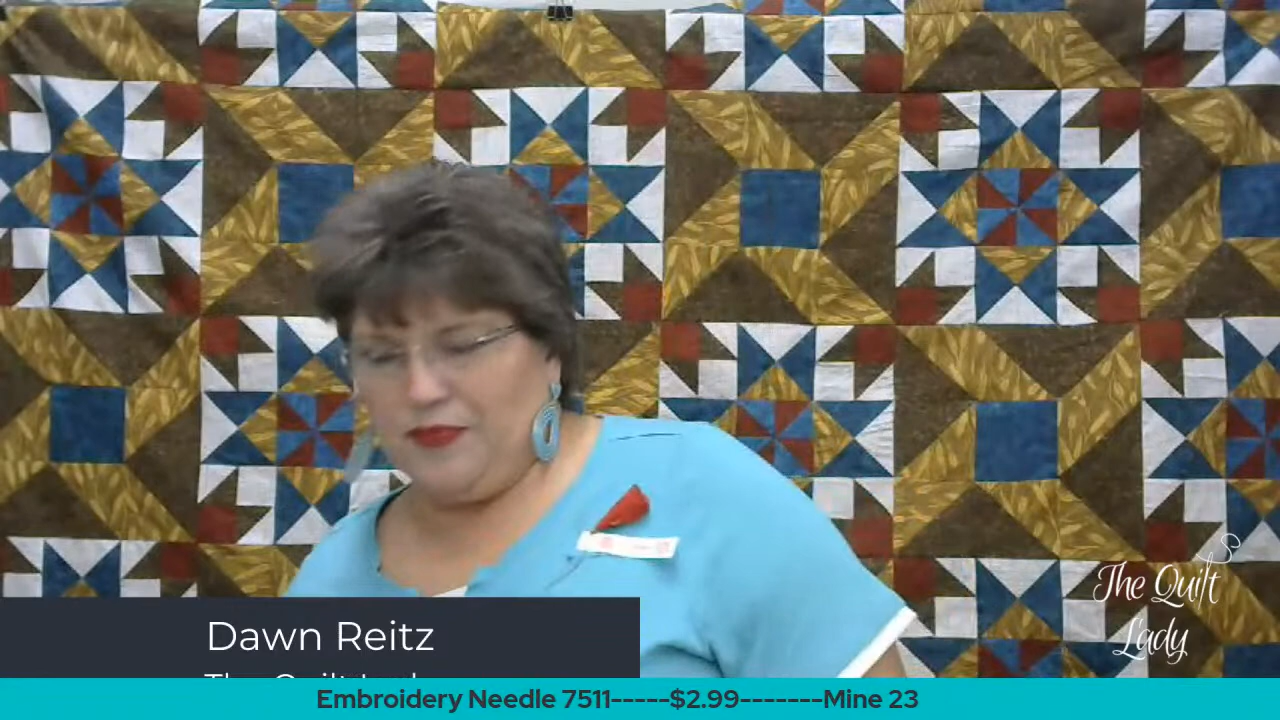 The Quilt
Lady
Dawn Reitz
Embroidery Needle 7511-----$2.99-------Mine 23